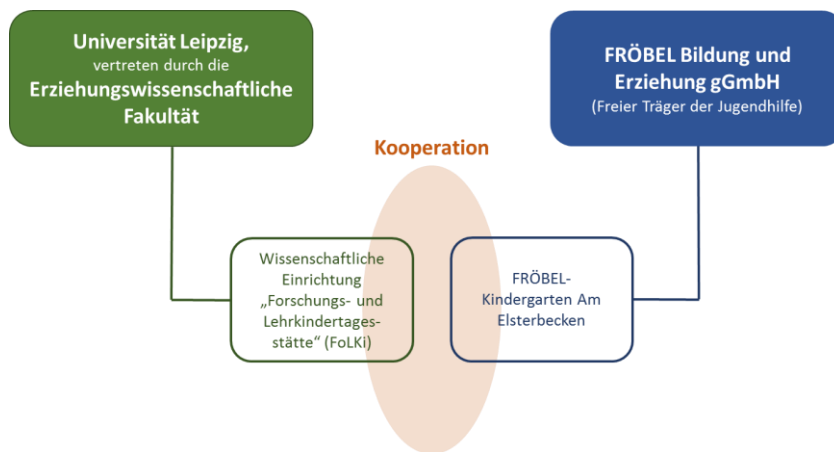 Universität Leipzig,
vertreten durch die
Erziehungswissenschaftliche
Fakultät
FRÖBEL Bildung und
Erziehung gGmbH
(Freier Träger der Jugendhilfe)
Kooperation
Wissenschaftliche
Einrichtung
„Forschungs- und
Lehrkindertages-
stätte“ (FoLKi)
FRÖBEL-
Kindergarten Am
Elsterbecken